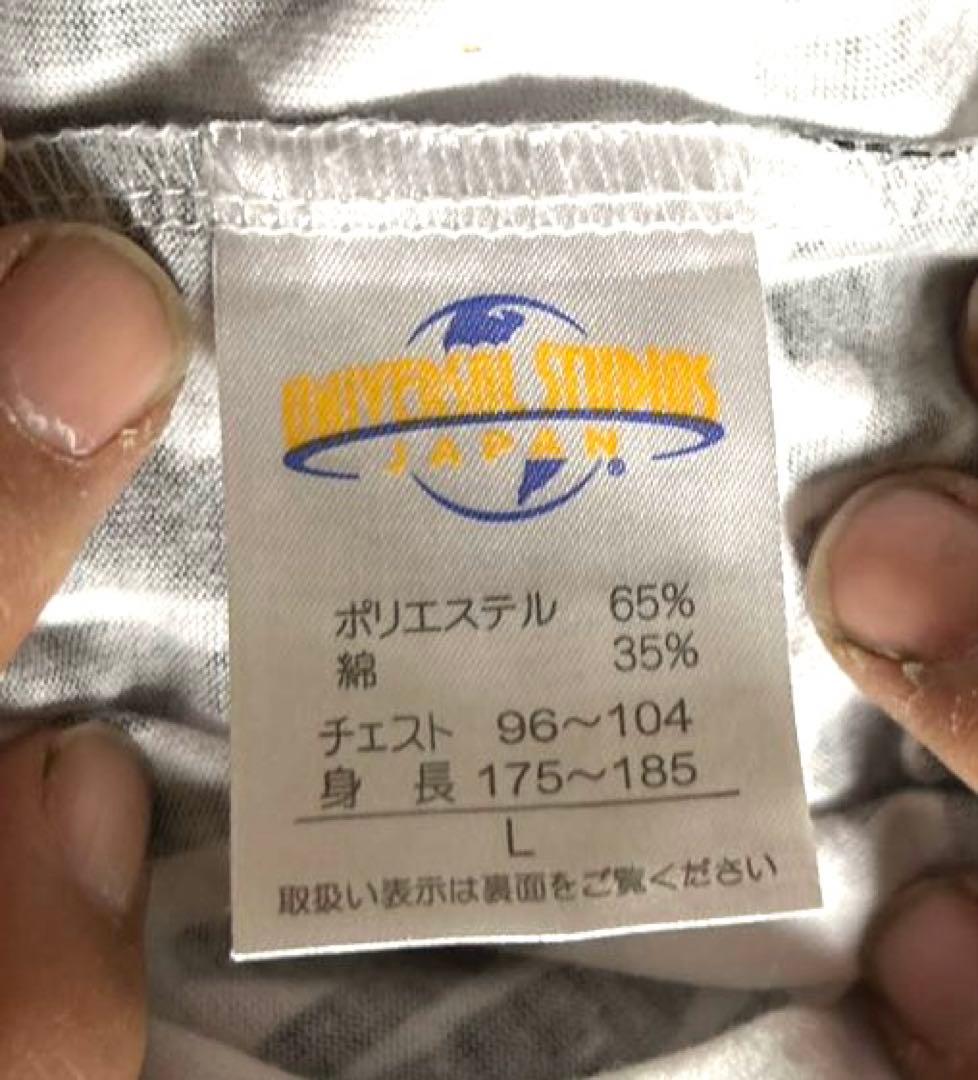 UNIVERSAL STUDIOS
JAPAN
ポリエステル 65%
綿 35%
チェスト 96～104
身 長 175～185
L
取扱い表示は裏面をご覧ください